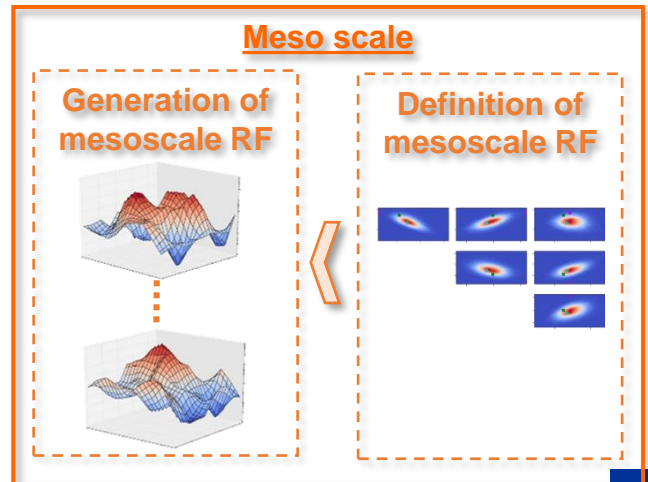 Meso scale
Generation of
mesoscale RF
Definition of
mesoscale RF